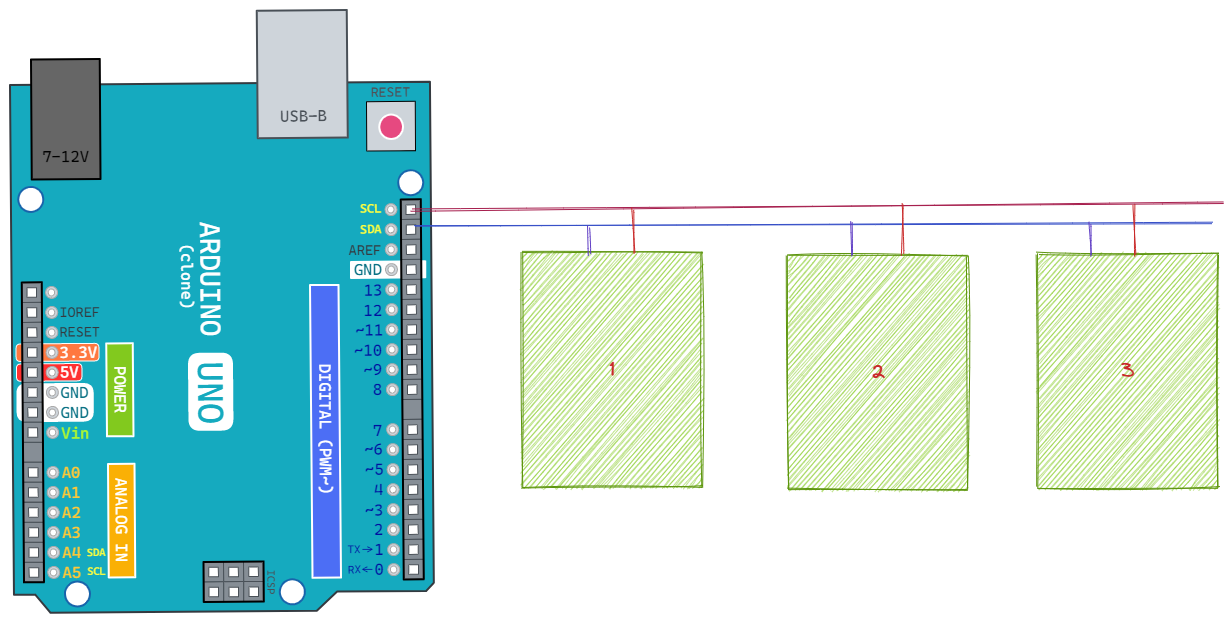 USB-B
RESET
7-12V
SCL
SDA
AREF
GND
13
12
~11
~10
~9
8
7
~6
~5
4
~3
2
TX→1
RX←0
ARDUINO
(clone)
UNO
DIGITAL (PWM~)
IOREF
RESET
3.3V
5V
GND
GND
Vin
POWER
A0
A1
A2
A3
A4 SDA
A5 SCL
ANALOG IN
ICSP
1
2
3